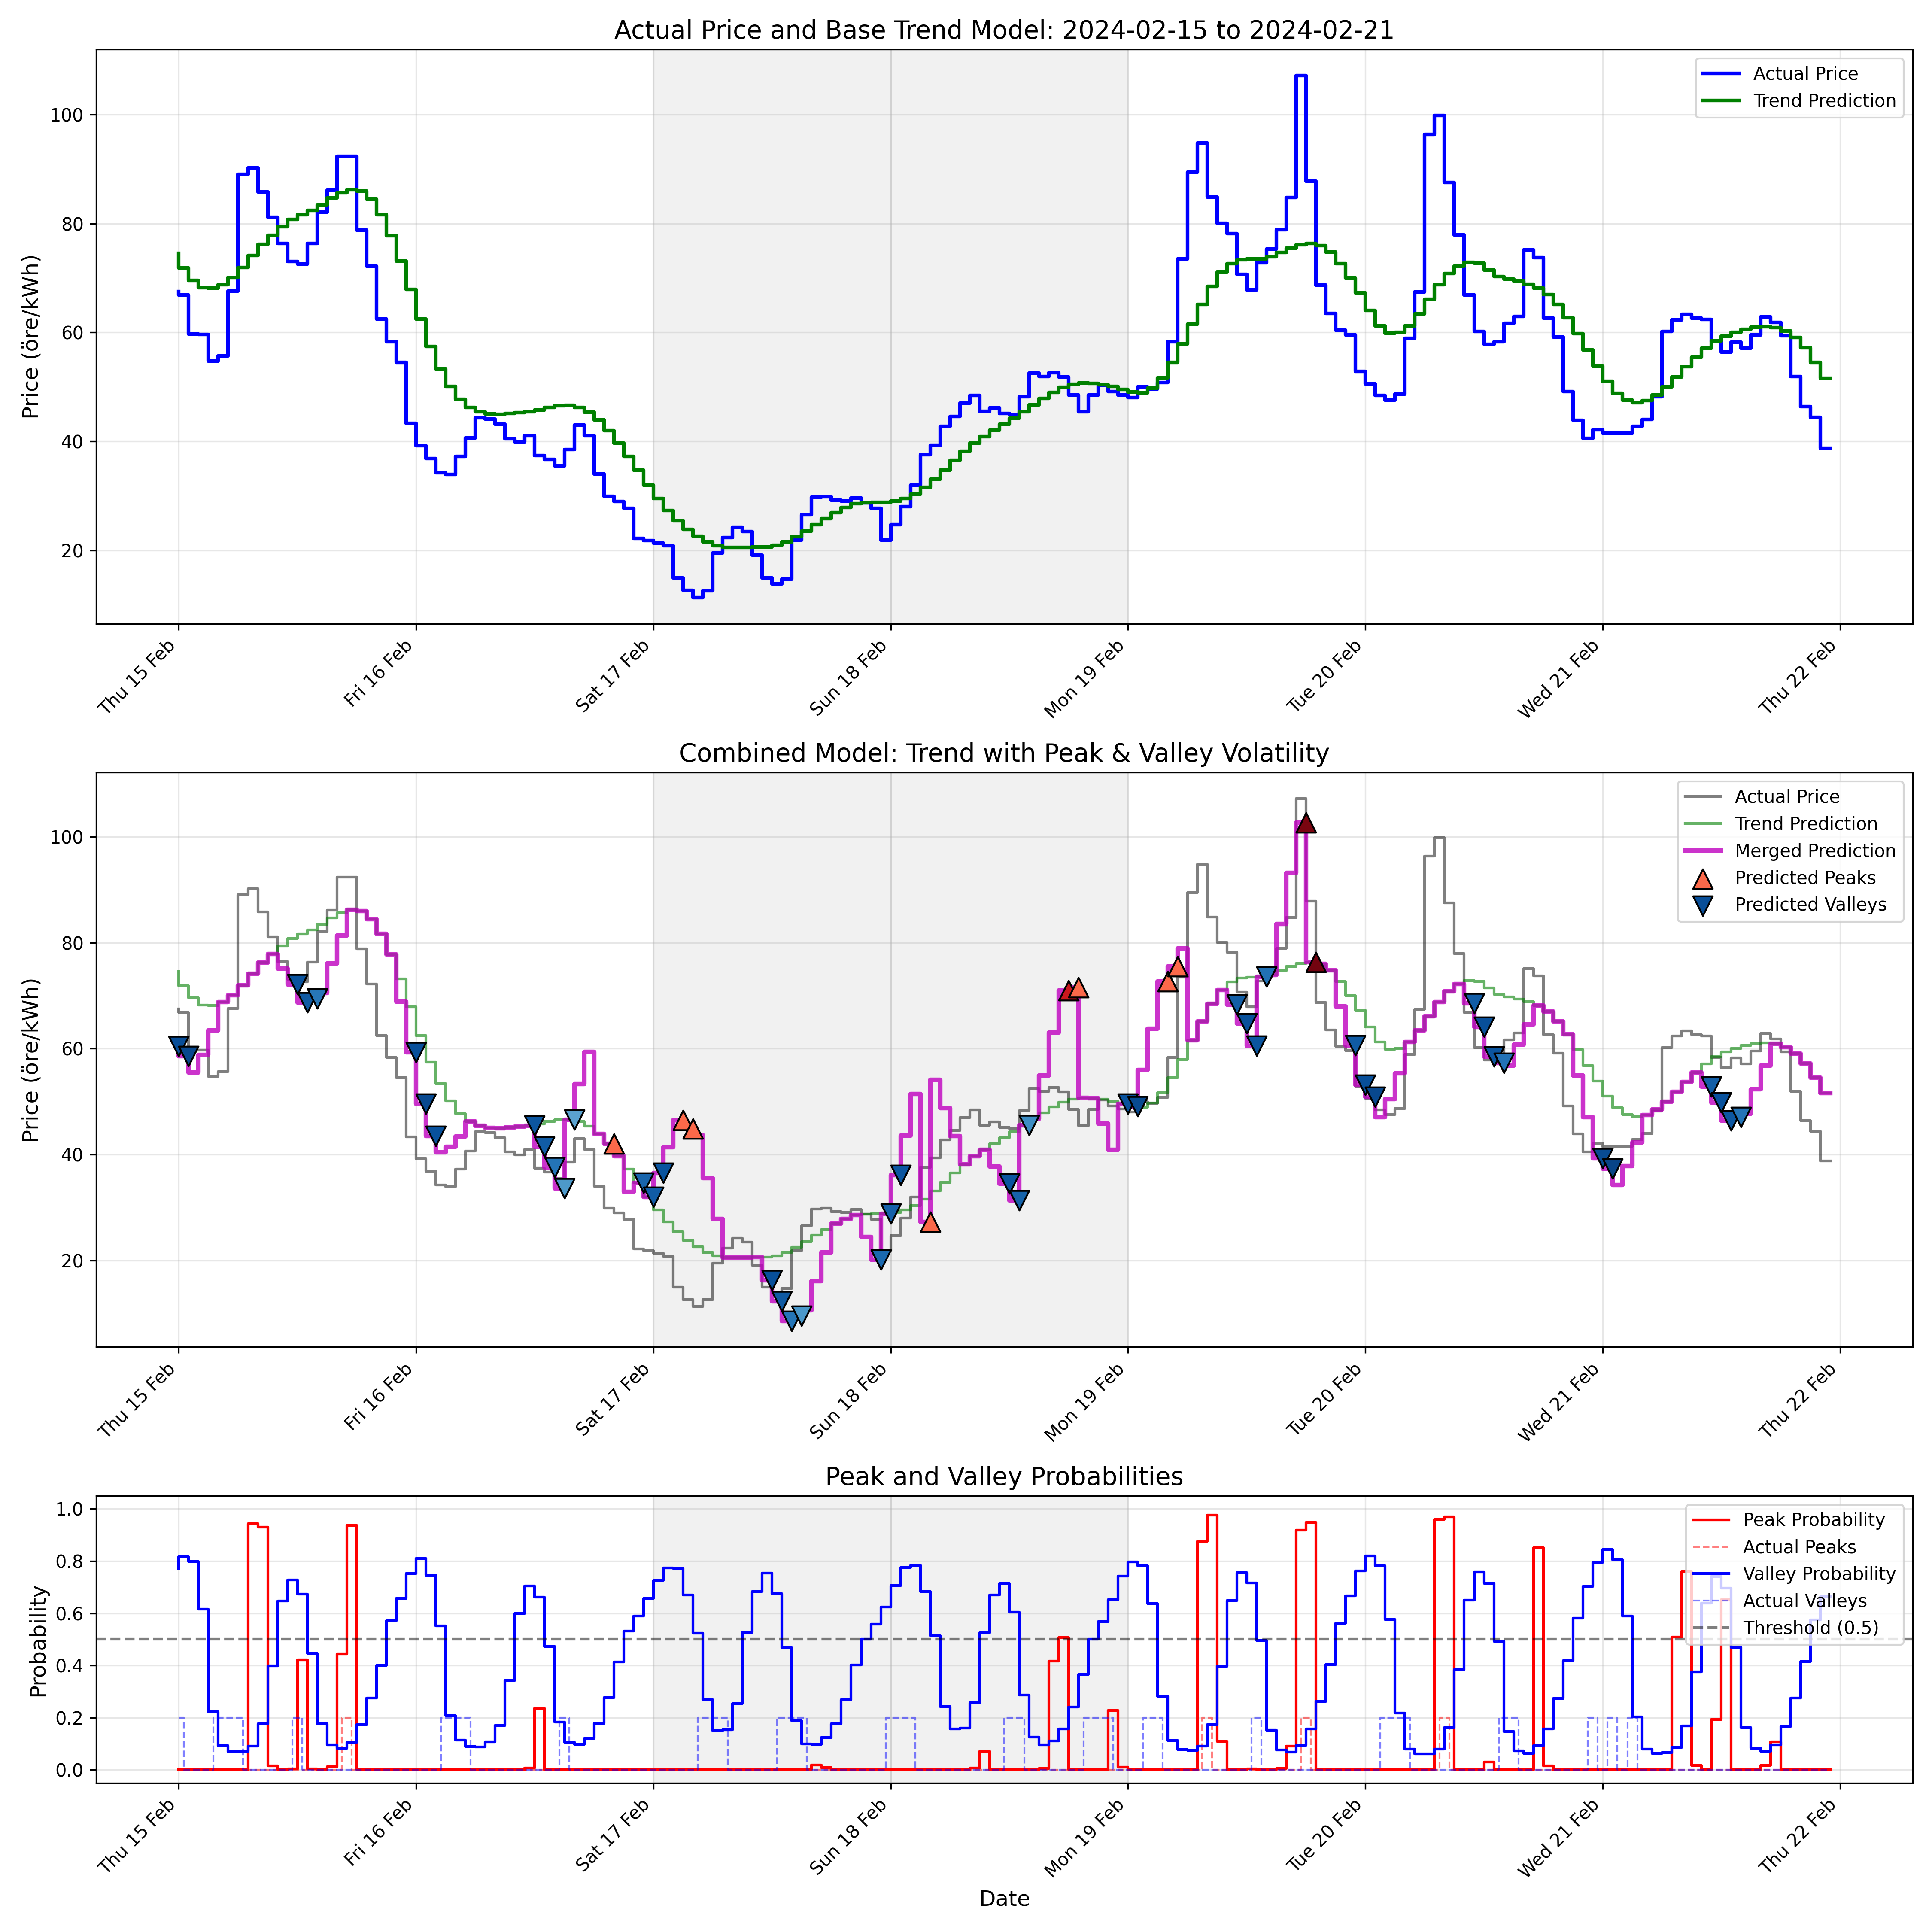 Actual Price and Base Trend Model: 2024-02-15 to 2024-02-21
Actual Price
Trend Prediction
Price (öre/kWh)
100
80
60
40
20
Thu 15 Feb
Fri 16 Feb
Sat 17 Feb
Sun 18 Feb
Mon 19 Feb
Tue 20 Feb
Wed 21 Feb
Thu 22 Feb
Combined Model: Trend with Peak & Valley Volatility
Actual Price
Trend Prediction
Merged Prediction
Predicted Peaks
Predicted Valleys
Price (öre/kWh)
100
80
60
40
20
Thu 15 Feb
Fri 16 Feb
Sat 17 Feb
Sun 18 Feb
Mon 19 Feb
Tue 20 Feb
Wed 21 Feb
Thu 22 Feb
Peak and Valley Probabilities
Peak Probability
Actual Peaks
Valley Probability
Actual Valleys
Threshold (0.5)
Probability
1.0
0.8
0.6
0.4
0.2
0.0
Thu 15 Feb
Fri 16 Feb
Sat 17 Feb
Sun 18 Feb
Mon 19 Feb
Tue 20 Feb
Wed 21 Feb
Thu 22 Feb
Date